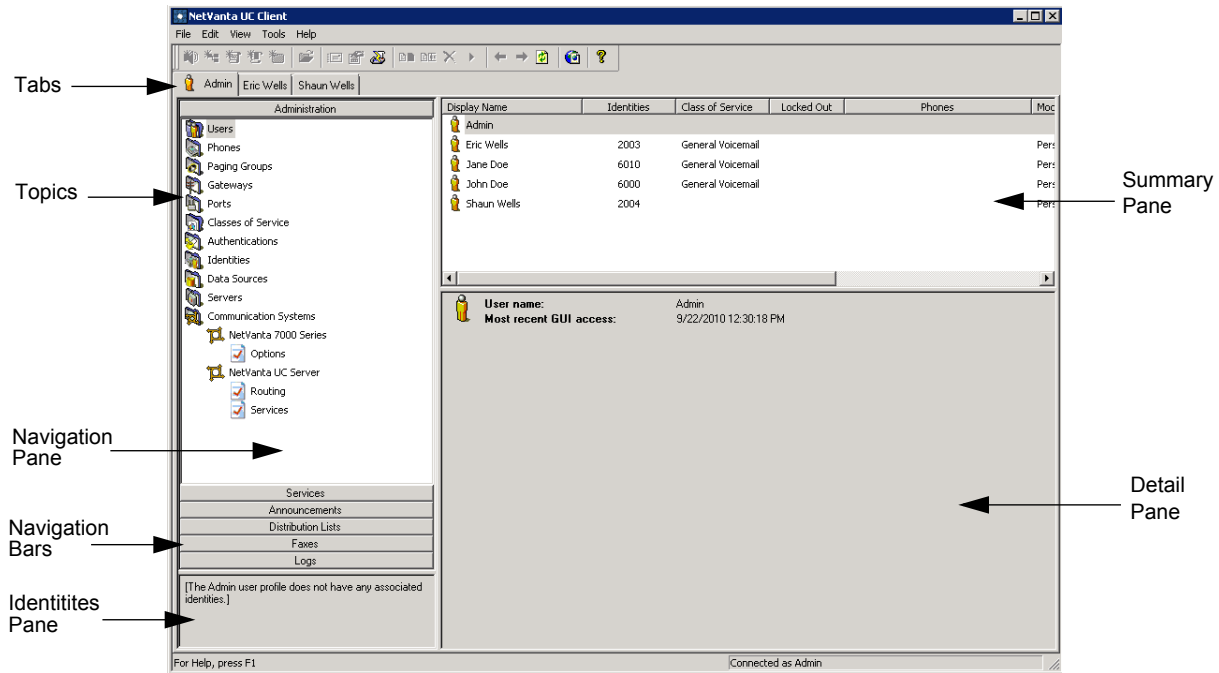 NetVanta UC Client
File Edit View Tools Help
Tabs
Admin Eric Wells Shaun Wells
Administration
Users
Phones
Paging Groups
Gateways
Topics
Ports
Classes of Service
Authentications
Identities
Data Sources
Servers
Communication Systems
NetVanta 7000 Series
Options
NetVanta UC Server
Routing
Services
Navigation
Pane
Services
Announcements
Distribution Lists
Faxes
Logs
Navigation
Bars
[The Admin user profile does not have any associated
identities.]
Identitites
Pane
Display Name Identities Class of Service Locked Out Phones Moc
Admin
Eric Wells 2003 General Voicemail Pers
Jane Doe 6010 General Voicemail Pers
John Doe 6000 General Voicemail Pers
Shaun Wells 2004 Pers
Summary
Pane
User name: Admin
Most recent GUI access: 9/22/2010 12:30:18 PM
Detail
Pane
For Help, press F1
Connected as Admin